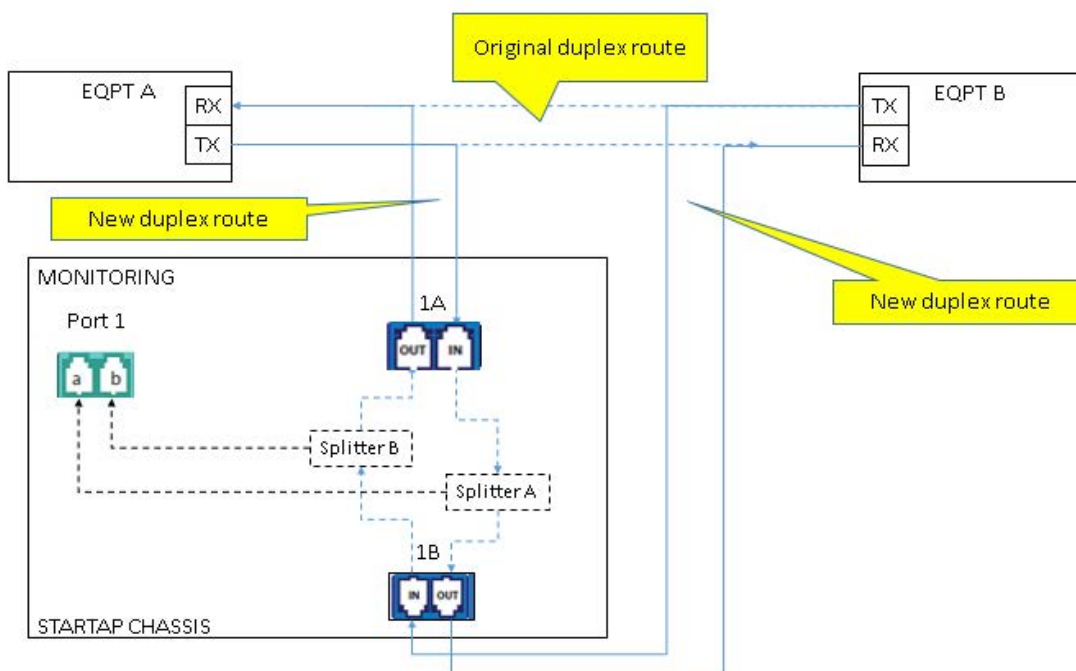 Original duplex route
EQPT A
RX
TX
EQPT B
TX
RX
New duplex route
New duplex route
MONITORING
Port 1
a b
1A
OUT IN
Splitter B
Splitter A
1B
IN OUT
STARTAP CHASSIS